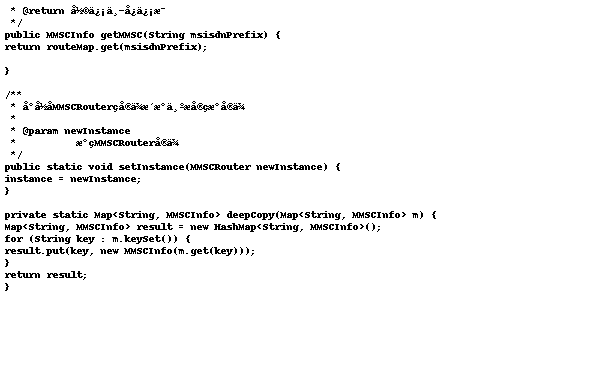 * @return å½©ä¿¡ä¸­å¿ä¿¡æ¯
*/
public MMSCInfo getMMSC(String msisdnPrefix) {
return routeMap.get(msisdnPrefix);
}
/**
* å°å½åMMSCRouterçå®ä¾æ´æ°ä¸ºæå®çæ°å®ä¾
*
* @param newInstance
* æ°çMMSCRouterå®ä¾
*/
public static void setInstance(MMSCRouter newInstance) {
instance = newInstance;
}
private static Map<String, MMSCInfo> deepCopy(Map<String, MMSCInfo> m) {
Map<String, MMSCInfo> result = new HashMap<String, MMSCInfo>();
for (String key : m.keySet()) {
result.put(key, new MMSCInfo(m.get(key)));
}
return result;
}